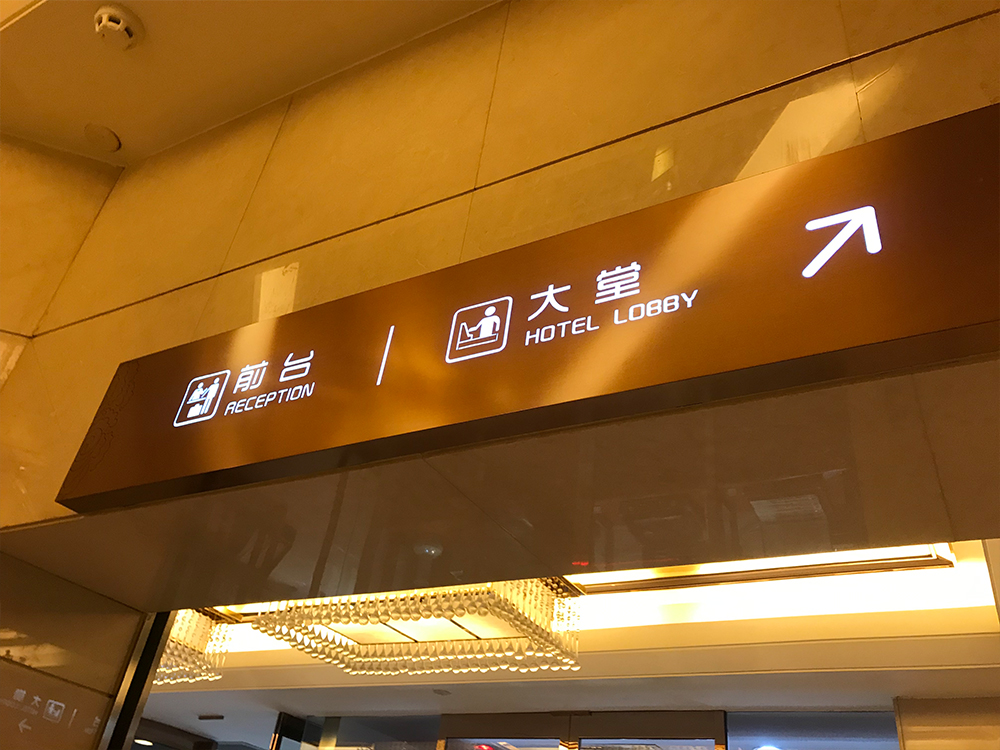 前台
RECEPTION
大堂
HOTEL LOBBY